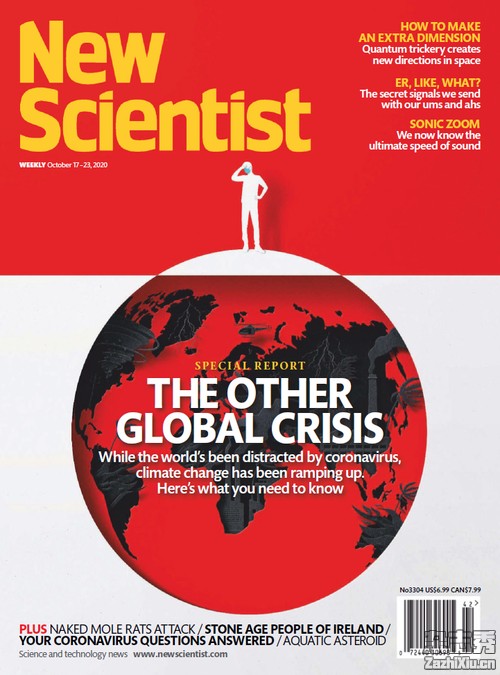 New
Scientist
WEEKLY October 17–23, 2020
HOW TO MAKE
AN EXTRA DIMENSION
Quantum trickery creates
new directions in space
ER, LIKE, WHAT?
The secret signals we send
with our ums and ahs
SONIC ZOOM
We now know the
ultimate speed of sound
SPECIAL REPORT
THE OTHER
GLOBAL CRISIS
While the world's been distracted by coronavirus,
climate change has been ramping up.
Here's what you need to know
No3304 US$6.99 CAN$7.99
42
PLUS NAKED MOLE RATS ATTACK / STONE AGE PEOPLE OF IRELAND /
YOUR CORONAVIRUS QUESTIONS ANSWERED / AQUATIC ASTEROID
Science and technology news www.newscientist.com
ZaZhiXiu.cn